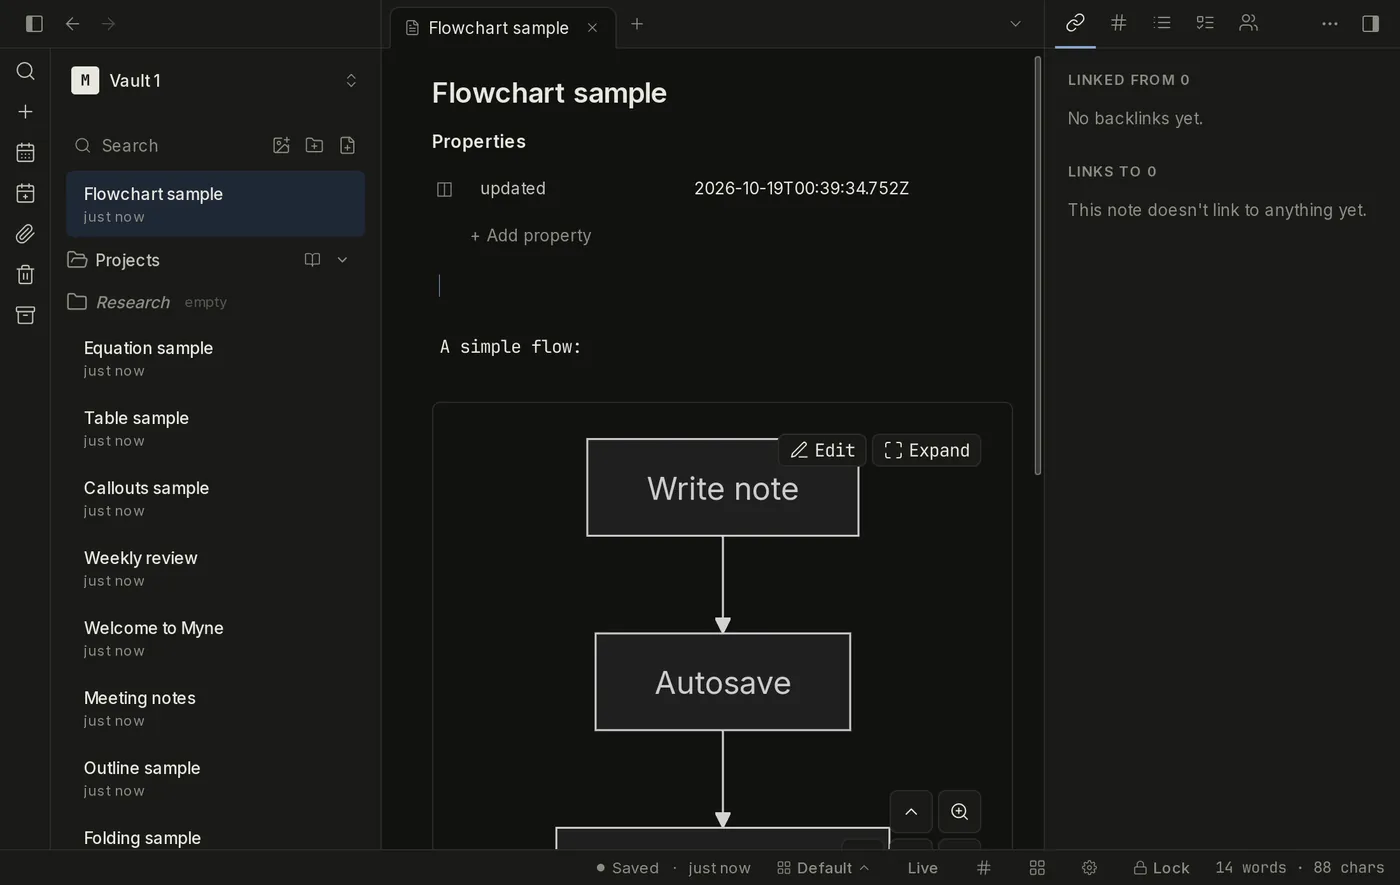 Flowchart sample
M Vault 1
Search
Flowchart sample
just now
Projects
Research empty
Equation sample
just now
Table sample
just now
Callouts sample
just now
Weekly review
just now
Welcome to Myne
just now
Meeting notes
just now
Outline sample
just now
Folding sample
Flowchart sample
Properties
updated 2026-10-19T00:39:34.752Z
+ Add property
A simple flow:
Edit Expand
Write note
Autosave
LINKED FROM 0
No backlinks yet.
LINKS TO 0
This note doesn't link to anything yet.
Saved · just now Default Live # Lock 14 words · 88 chars